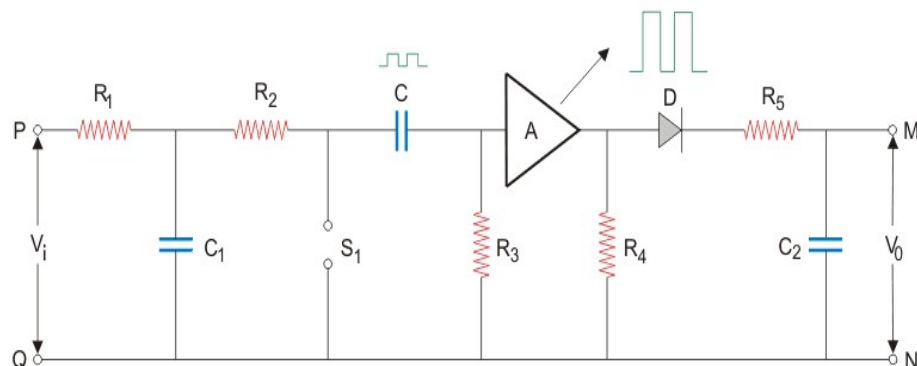 C
D
R₁
R₂
R₅
P
A
M
Vᵢ
C₁
S₁
R₃
R₄
C₂
V₀
Q
N